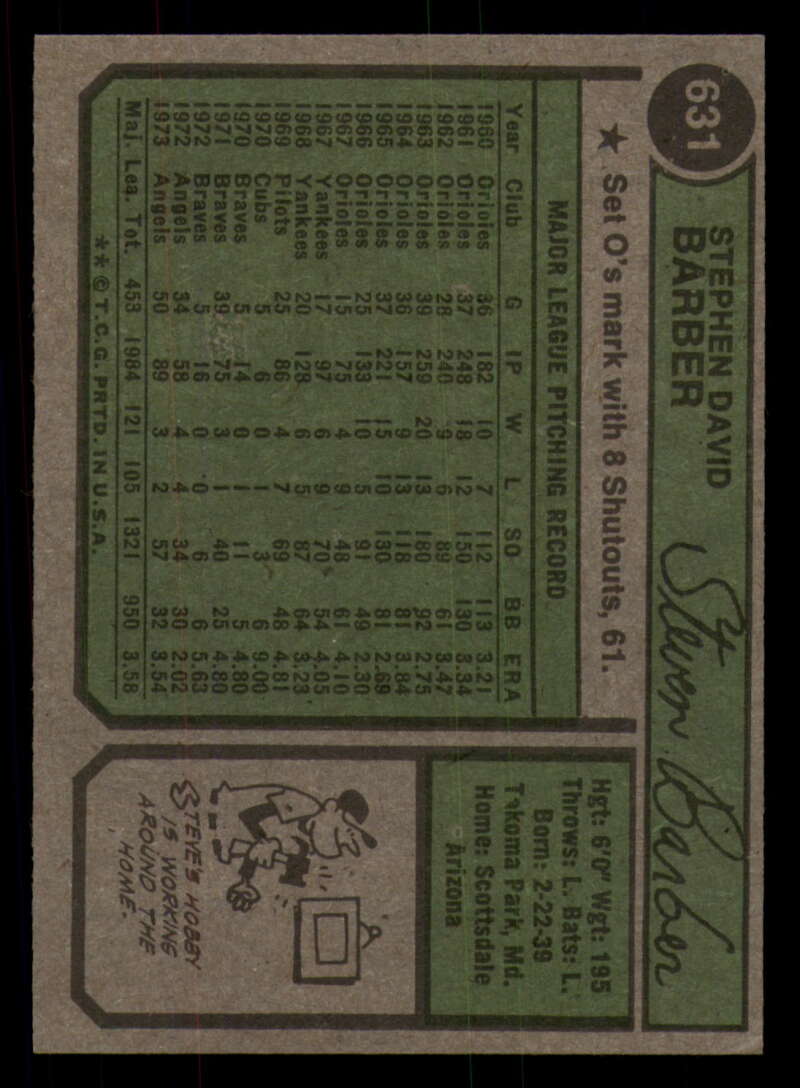 631
STEPHEN DAVID
BARBER
Steven Barber
★ Set O's mark with 8 Shutouts, 61.
MAJOR LEAGUE PITCHING RECORD
Year Club G IP W L SO BB ERA
1960 Orioles 36 182 10 7 112 113 3.21
1961 Orioles 37 248 18 12 150 130 3.34
1962 Orioles 28 240 9 6 89 61 3.47
1963 Orioles 39 259 20 13 180 92 2.75
1964 Orioles 36 157 9 13 118 81 3.84
1965 Orioles 37 221 15 10 130 81 2.69
1966 Orioles 25 133 10 5 91 49 2.30
1967 Orioles 15 75 4 9 48 61 4.10
1967 Yankees 17 97 6 9 70 54 4.05
1968 Yankees 20 128 6 5 87 64 3.23
1969 Pilots 25 86 4 7 69 48 4.81
1970 Cubs 5 6 0 1 3 6 9.00
1970 Braves 5 14 0 1 11 5 4.80
1971 Braves 39 75 3 1 40 25 4.80
1972 Braves 5 16 0 0 6 6 5.63
1972 Angels 34 58 4 4 34 30 2.02
1973 Angels 50 89 3 2 57 32 3.54
Maj. Lea. Tot. 453 1984 121 105 1321 950 3.58
**©T.C.G. PRTD. IN U.S.A.
Hgt: 6'0" Wgt: 195
Throws: L. Bats: L.
Born: 2-22-39
Takoma Park, Md.
Home: Scottsdale,
Arizona
STEVE'S HOBBY
IS WORKING
AROUND THE
HOME.